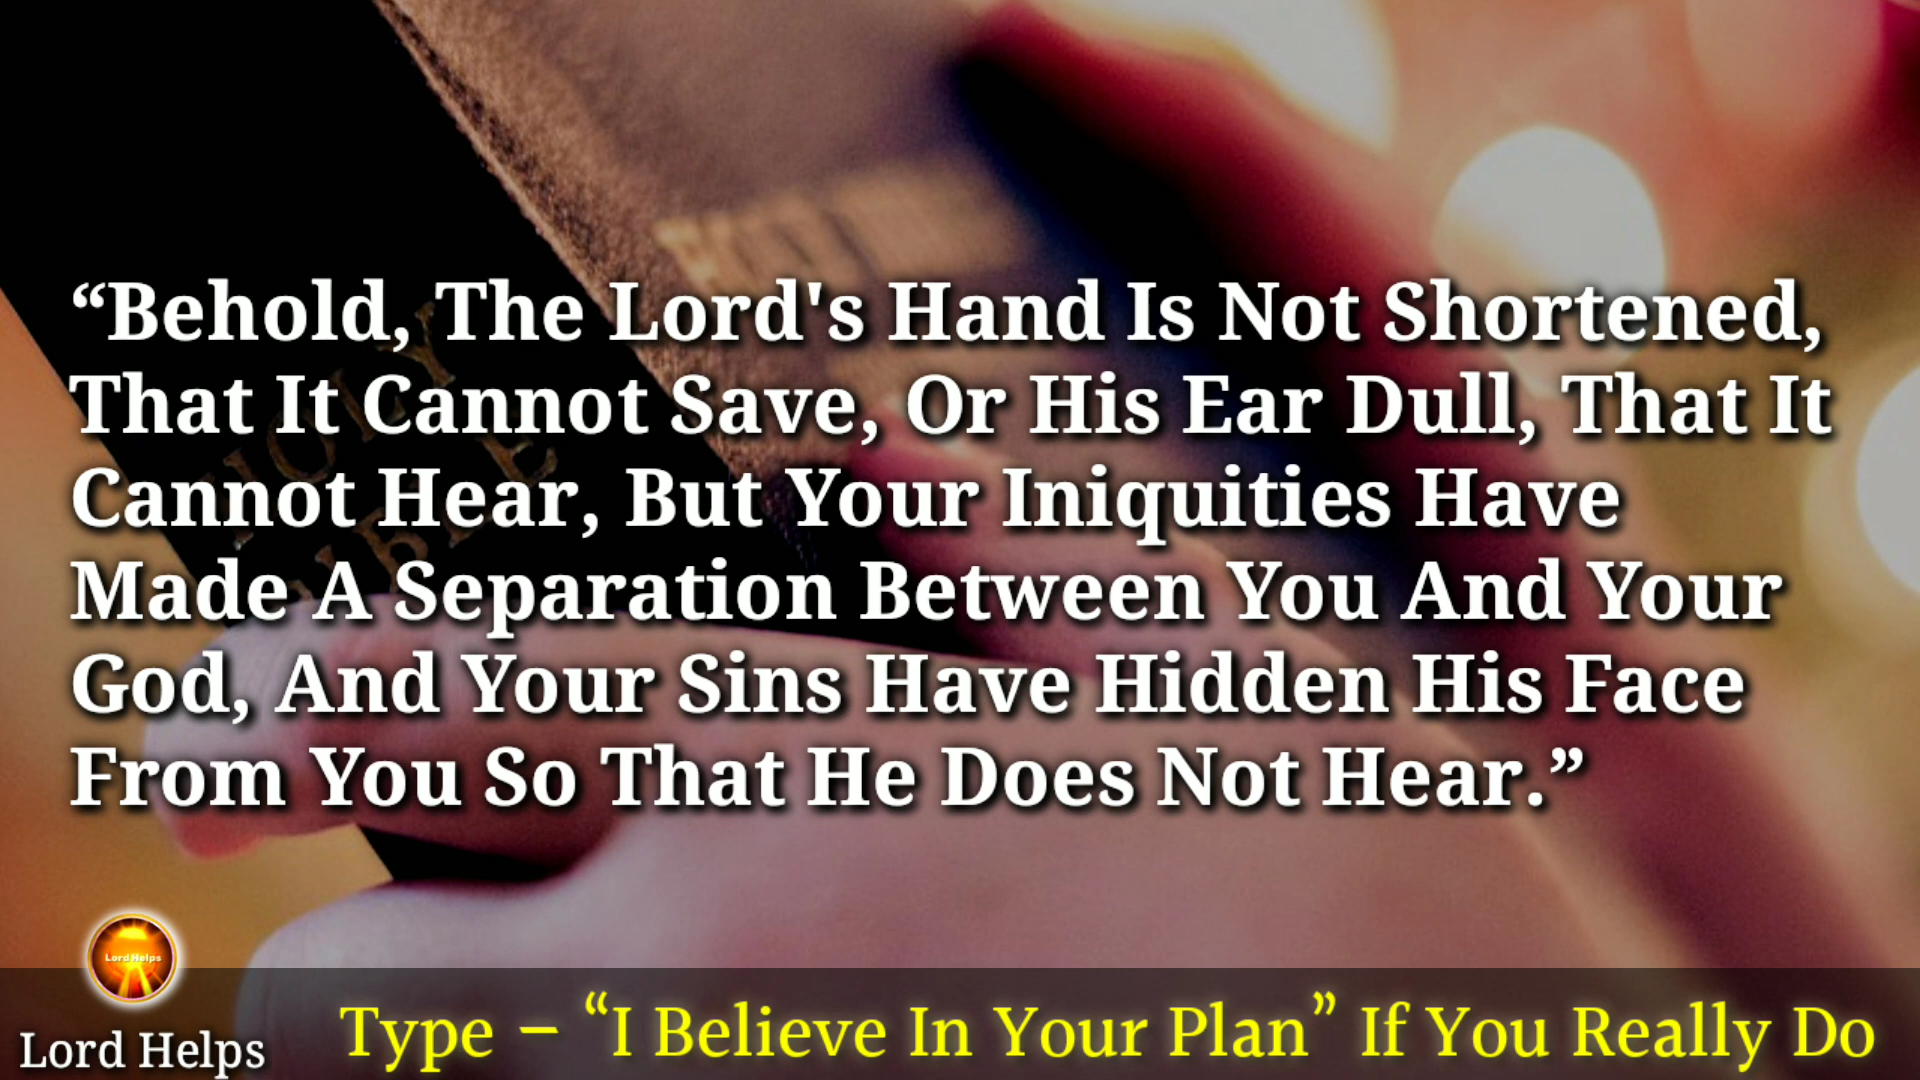 “Behold, The Lord's Hand Is Not Shortened,
That It Cannot Save, Or His Ear Dull, That It
Cannot Hear, But Your Iniquities Have
Made A Separation Between You And Your
God, And Your Sins Have Hidden His Face
From You So That He Does Not Hear.”
HOLY
BIBLE
Lord Helps
Lord Helps
Type – “I Believe In Your Plan” If You Really Do